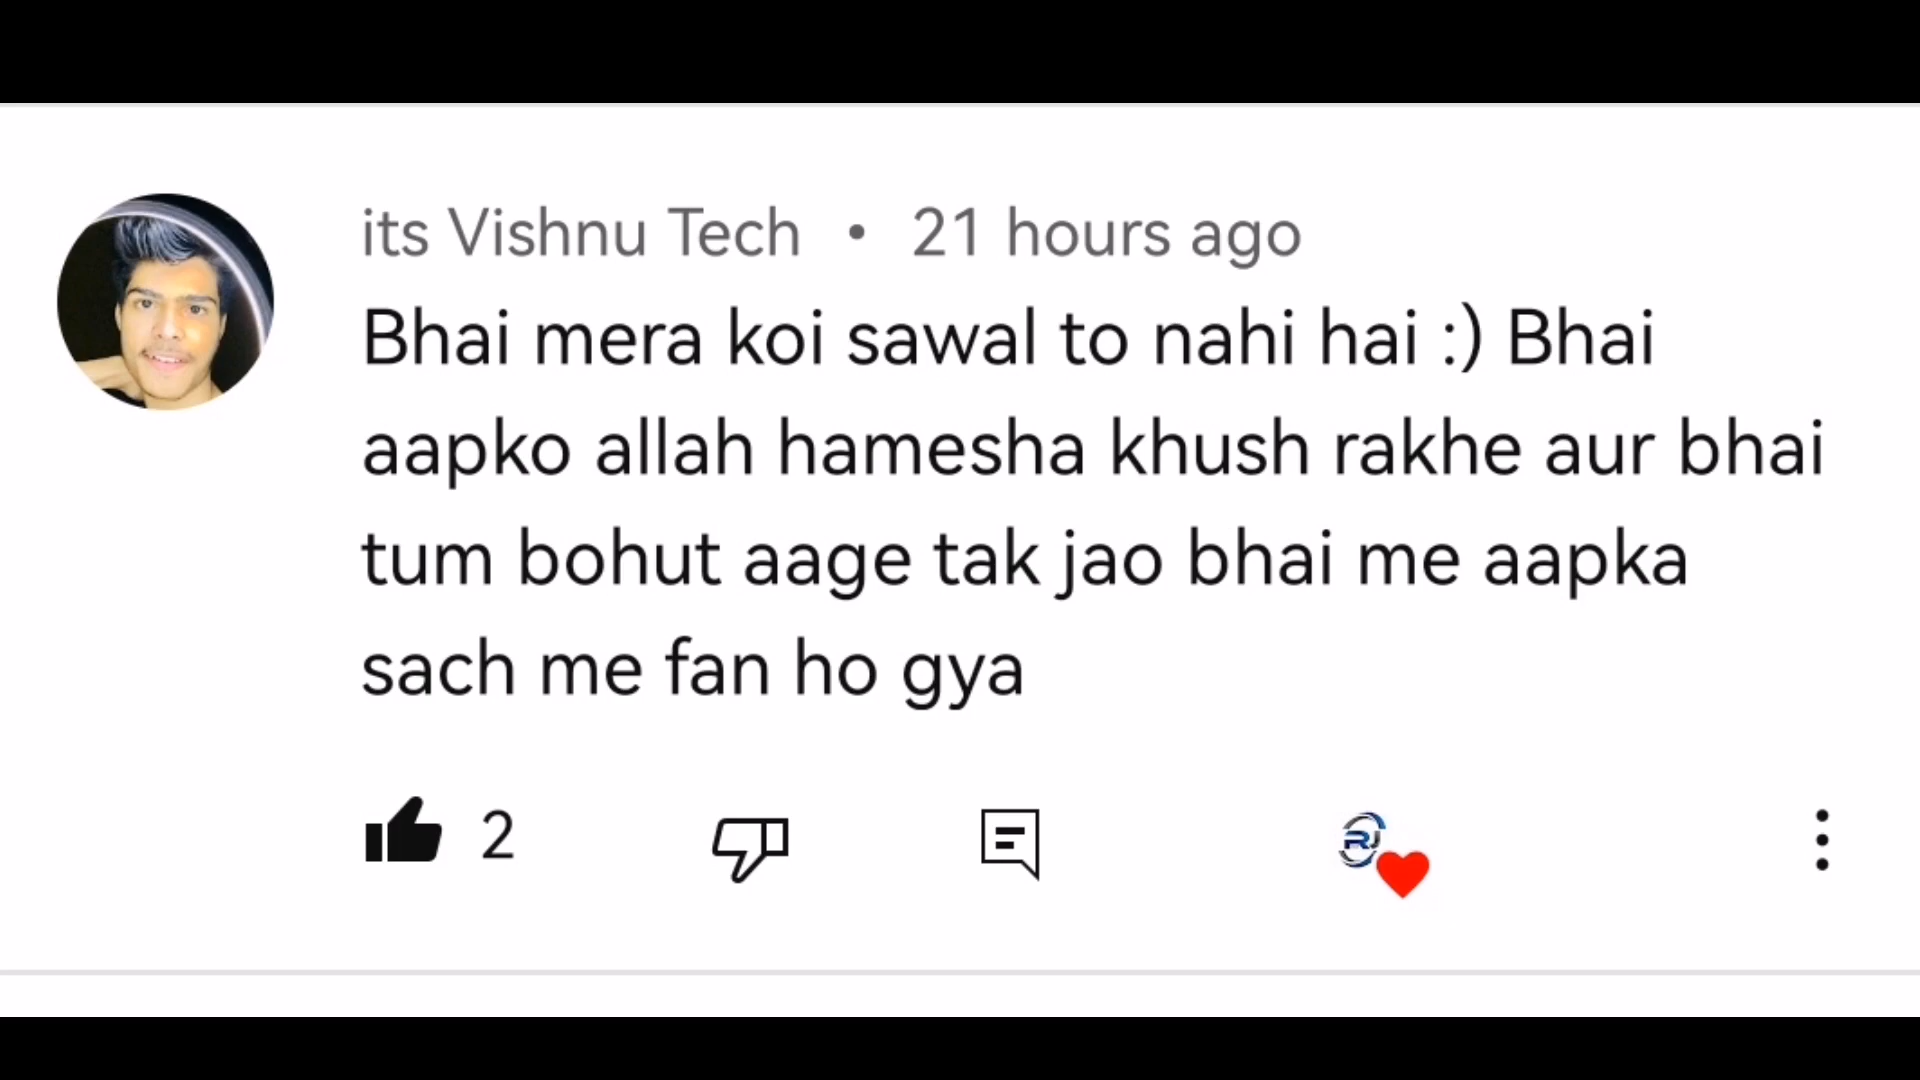 its Vishnu Tech • 21 hours ago
Bhai mera koi sawal to nahi hai :) Bhai
aapko allah hamesha khush rakhe aur bhai
tum bohut aage tak jao bhai me aapka
sach me fan ho gya
2
RJ